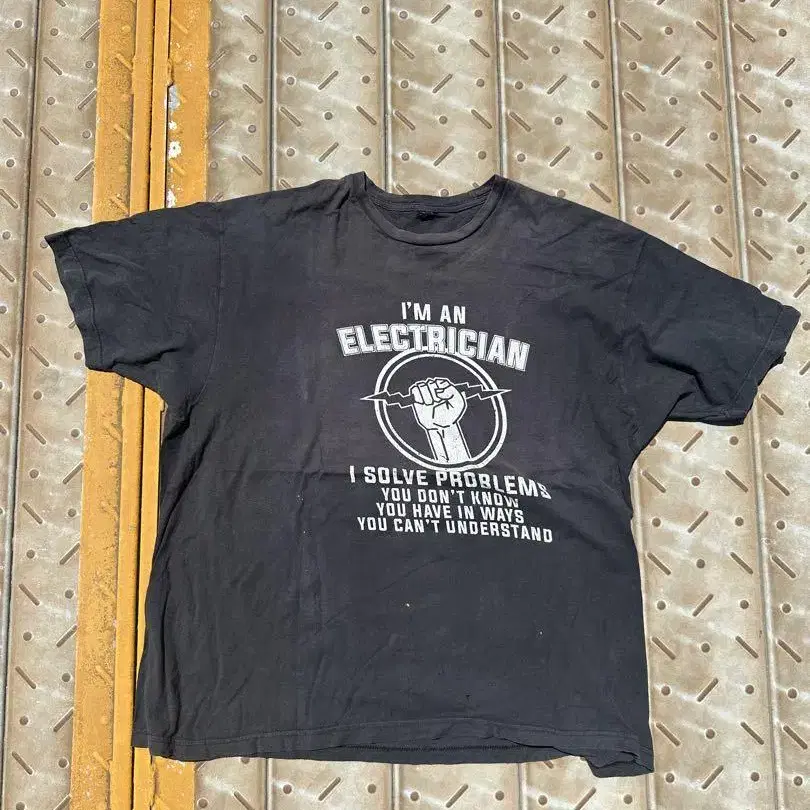 I'M AN
ELECTRICIAN
I SOLVE PROBLEMS
YOU DON'T KNOW
YOU HAVE IN WAYS
YOU CAN'T UNDERSTAND